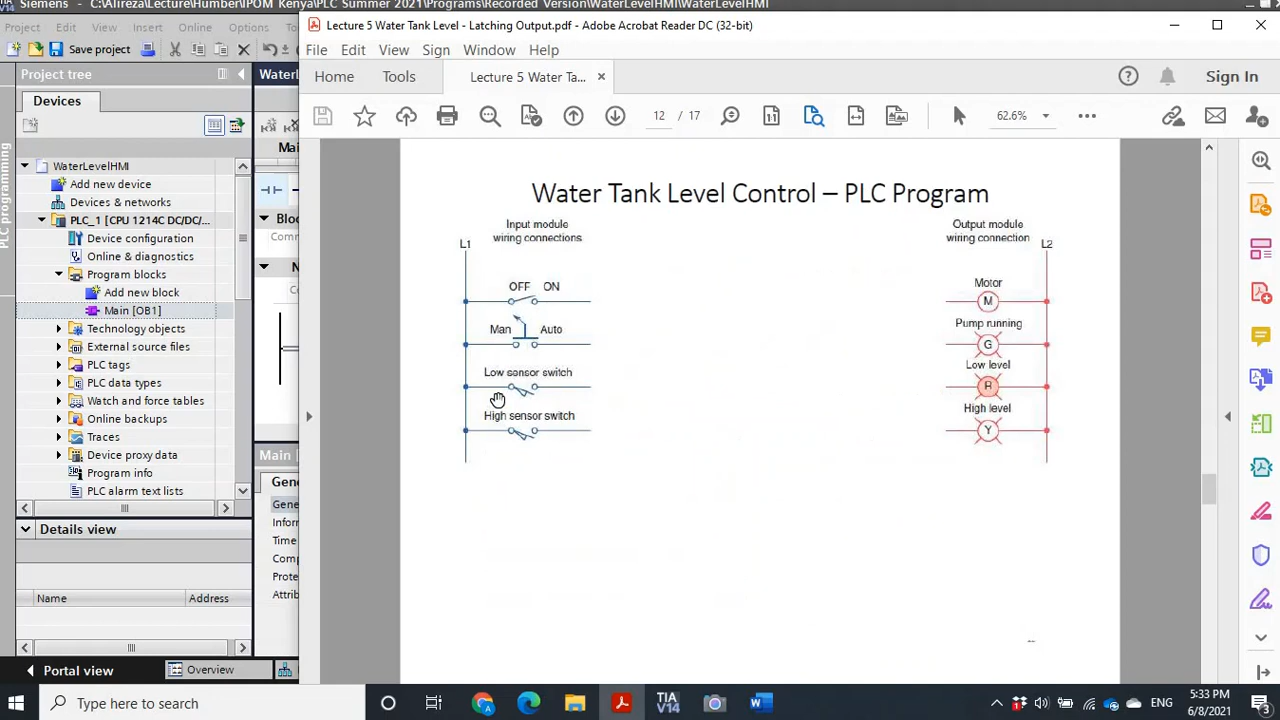 Siemens - C:\Alireza\Lecture\Humber\IPOM Kenya\PLC Summer 2021\Programs\Recorded Version\WaterLevelHMI\WaterLevelHMI
Project Edit View Insert Online Options
Save project
Project tree
Devices
PLC programming
WaterLevelHMI
Add new device
Devices & networks
PLC_1 [CPU 1214C DC/DC/...
Device configuration
Online & diagnostics
Program blocks
Add new block
Main [OB1]
Technology objects
External source files
PLC tags
PLC data types
Watch and force tables
Online backups
Traces
Device proxy data
Program info
PLC alarm text lists
Details view
Name Address
Portal view
Overview
Lecture 5 Water Tank Level - Latching Output.pdf - Adobe Acrobat Reader DC (32-bit)
File Edit View Sign Window Help
Home Tools Lecture 5 Water Ta... Sign In
12 / 17 62.6%
Water Tank Level Control – PLC Program
Input module
wiring connections
L1
OFF ON
Man Auto
Low sensor switch
High sensor switch
Output module
wiring connection
L2
Motor
M
Pump running
G
Low level
R
High level
Y
Type here to search
TIA
V14
ENG
5:33 PM
6/8/2021
3